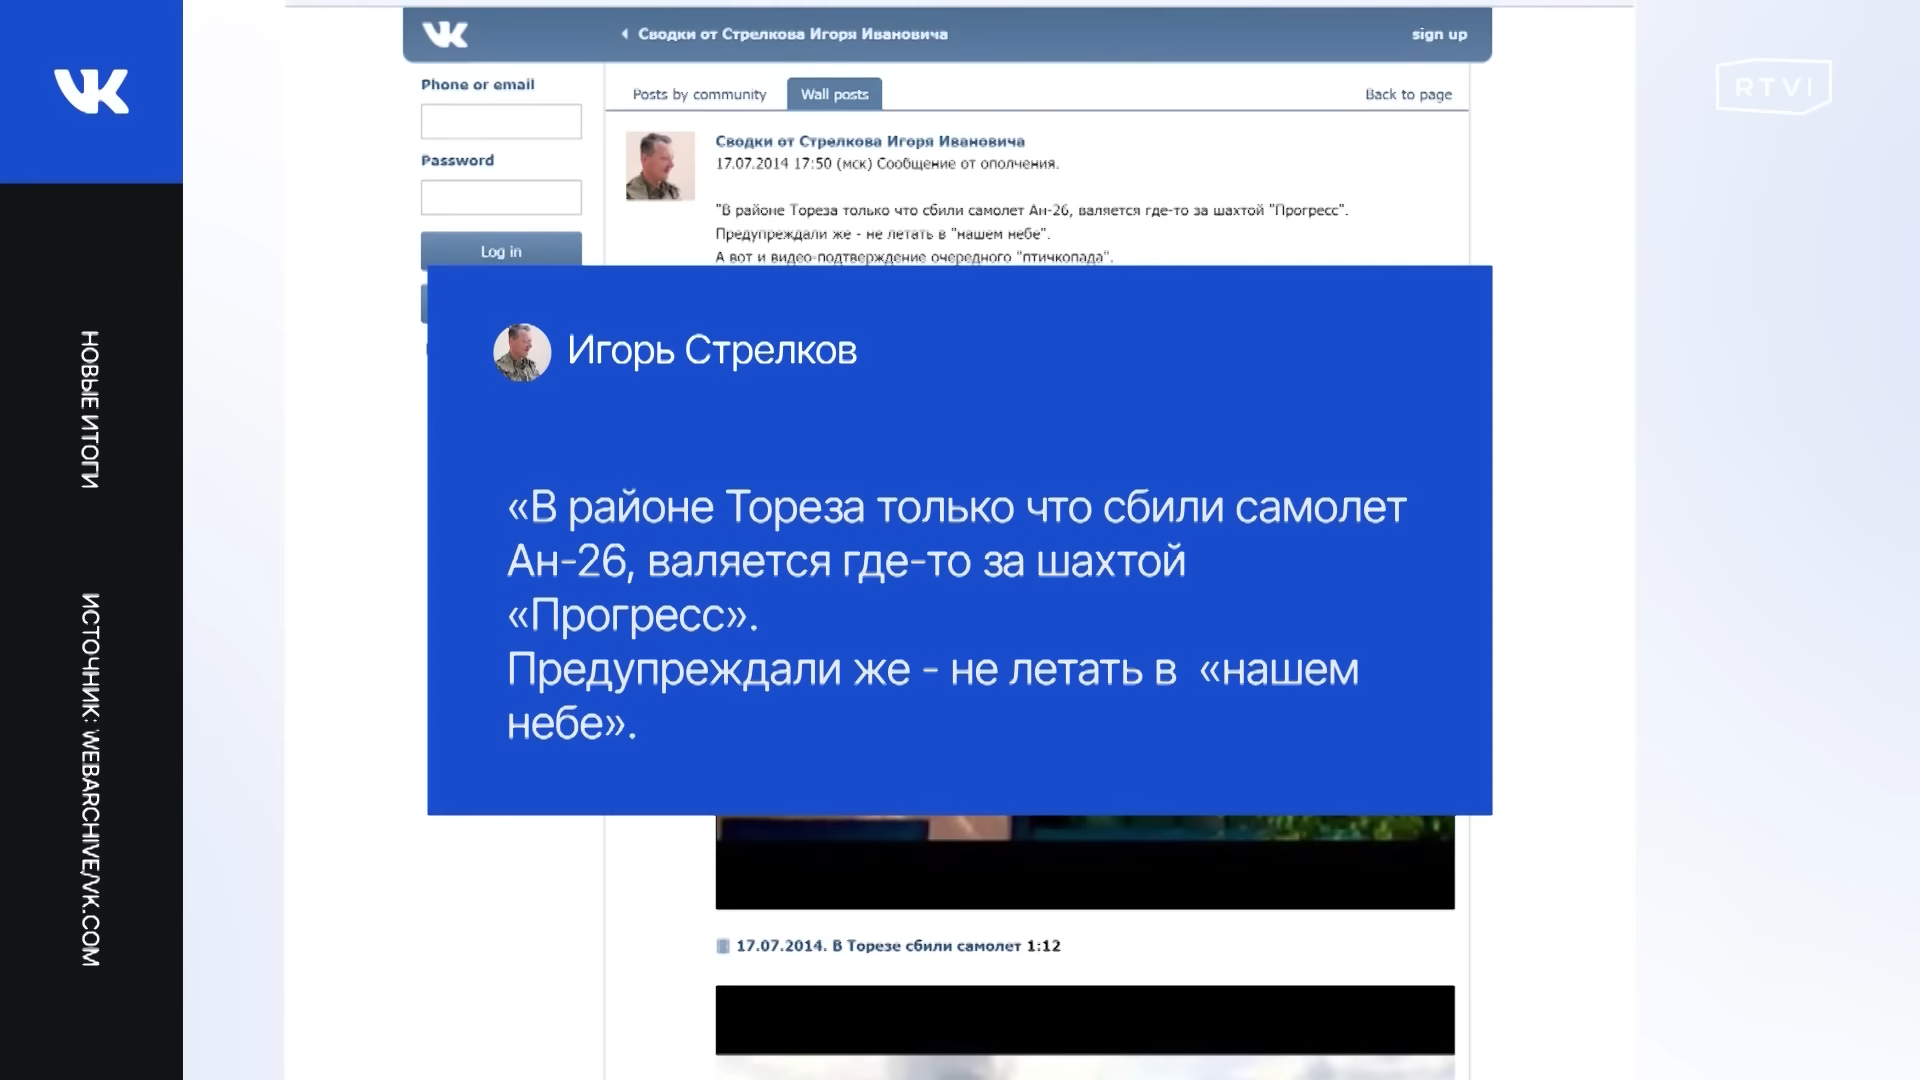 VK
НОВЫЕ ИТОГИ
ИСТОЧНИК: WEBARCHIVE/VK.COM
VK
Сводки от Стрелкова Игоря Ивановича
sign up
RTVI
Phone or email
Password
Log in
Posts by community
Wall posts
Back to page
Сводки от Стрелкова Игоря Ивановича
17.07.2014 17:50 (мск) Сообщение от ополчения.
"В районе Тореза только что сбили самолет Ан-26, валяется где-то за шахтой "Прогресс".
Предупреждали же - не летать в "нашем небе".
А вот и видео-подтверждение очередного "птичкопада".
Игорь Стрелков
«В районе Тореза только что сбили самолет
Ан-26, валяется где-то за шахтой
«Прогресс».
Предупреждали же - не летать в «нашем
небе».
17.07.2014. В Торезе сбили самолет 1:12